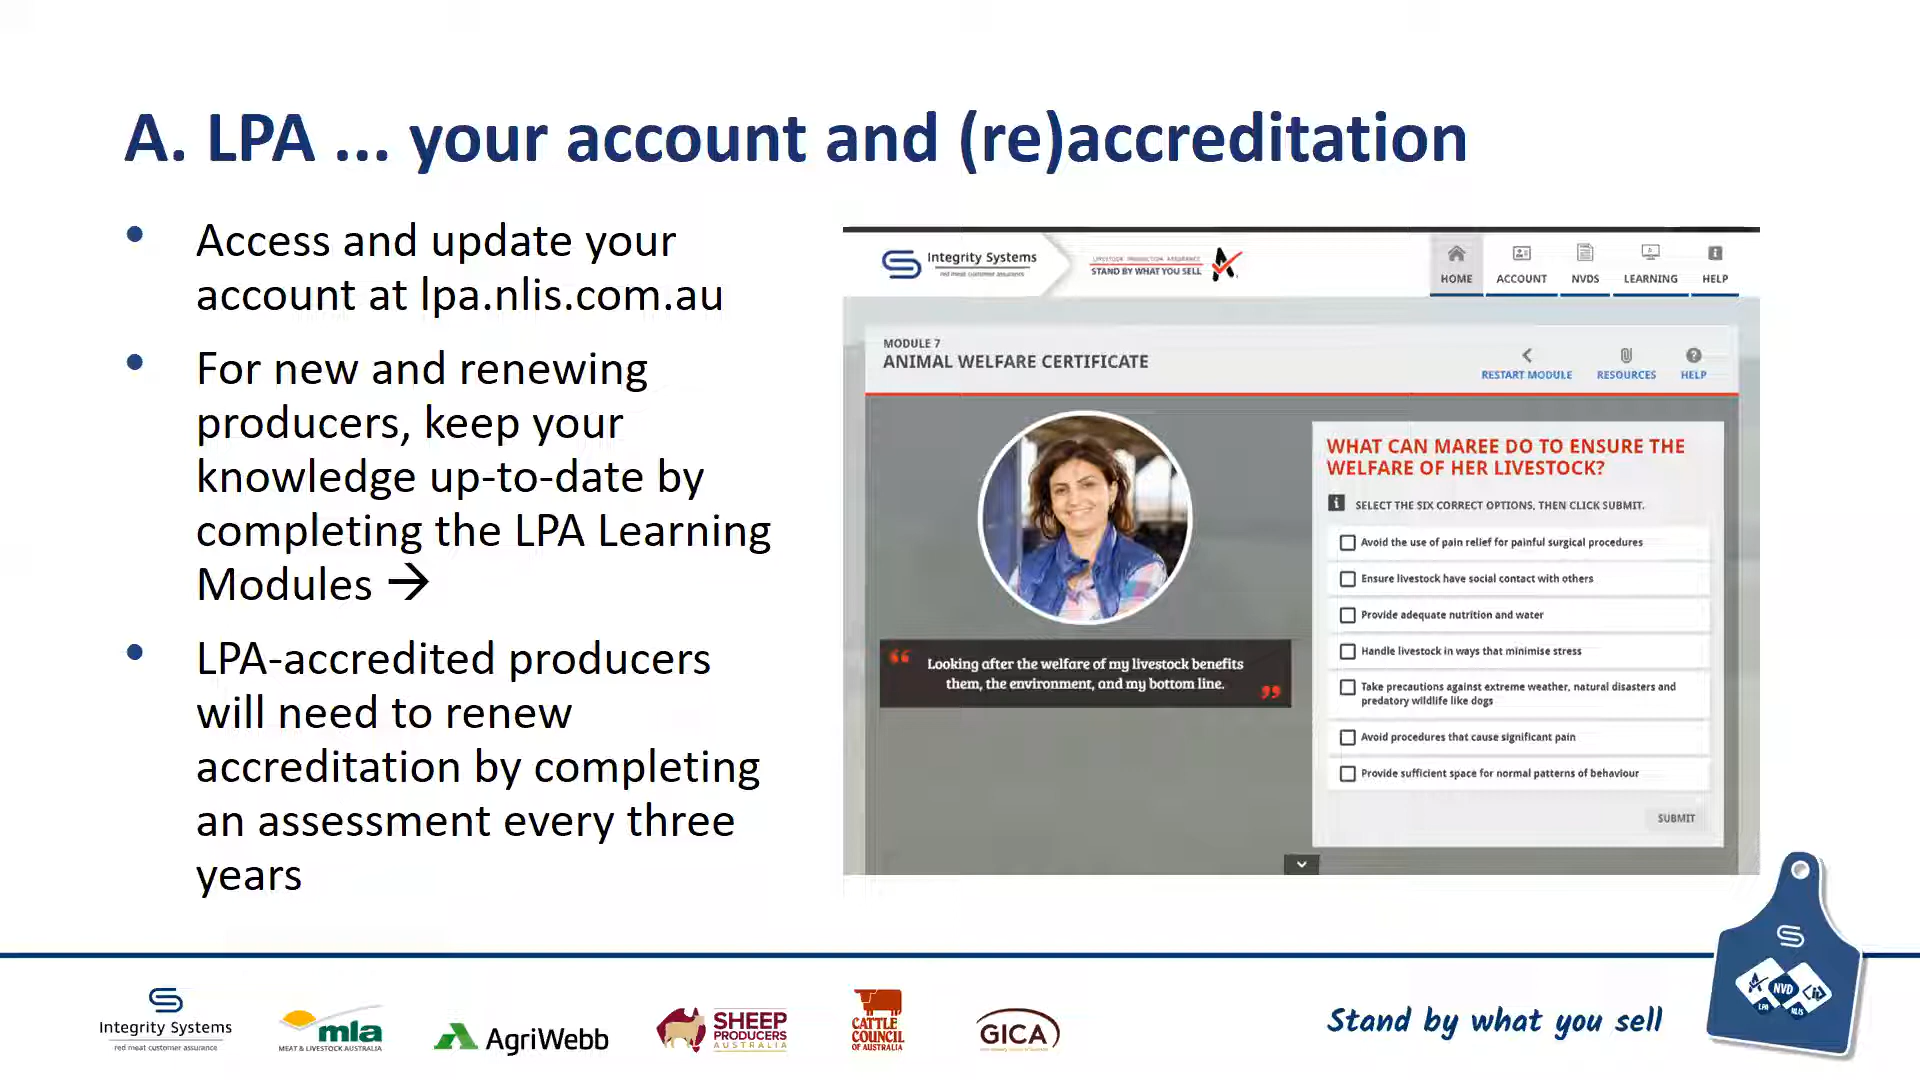 A. LPA ... your account and (re)accreditation
• Access and update your
account at lpa.nlis.com.au
• For new and renewing
producers, keep your
knowledge up-to-date by
completing the LPA Learning
Modules →
• LPA-accredited producers
will need to renew
accreditation by completing
an assessment every three
years
Integrity Systems
red meat customer assurance
LIVESTOCK PRODUCTION ASSURANCE
STAND BY WHAT YOU SELL
HOME
ACCOUNT
NVDS
LEARNING
HELP
MODULE 7
ANIMAL WELFARE CERTIFICATE
RESTART MODULE
RESOURCES
HELP
“ Looking after the welfare of my livestock benefits
them, the environment, and my bottom line. ”
WHAT CAN MAREE DO TO ENSURE THE
WELFARE OF HER LIVESTOCK?
SELECT THE SIX CORRECT OPTIONS, THEN CLICK SUBMIT.
Avoid the use of pain relief for painful surgical procedures
Ensure livestock have social contact with others
Provide adequate nutrition and water
Handle livestock in ways that minimise stress
Take precautions against extreme weather, natural disasters and
predatory wildlife like dogs
Avoid procedures that cause significant pain
Provide sufficient space for normal patterns of behaviour
SUBMIT
Integrity Systems
red meat customer assurance
mla
MEAT & LIVESTOCK AUSTRALIA
AgriWebb
SHEEP
PRODUCERS
AUSTRALIA
CATTLE
COUNCIL
OF AUSTRALIA
GICA
Stand by what you sell
LPA
NVD
NLIS